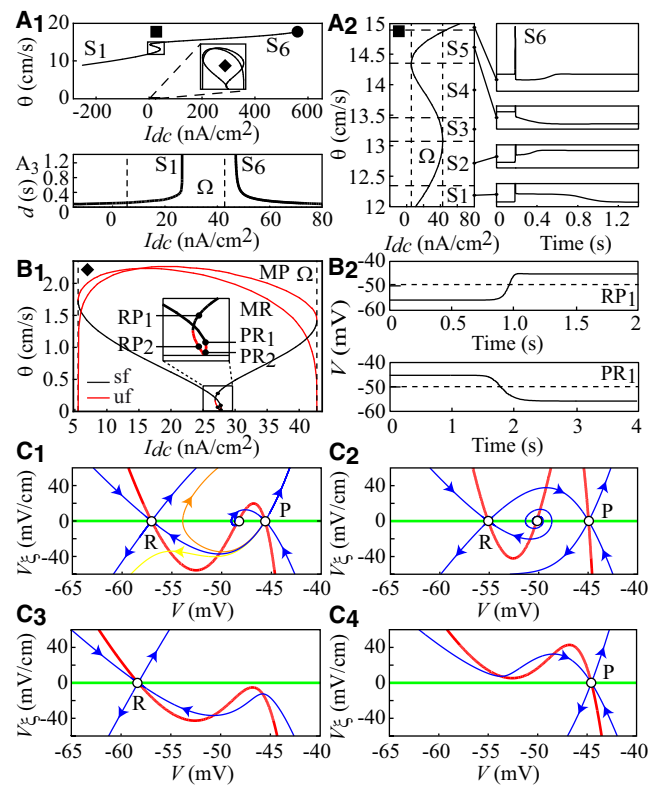 A1
20
10
0
θ (cm/s)
S1
S6
-200 0 200 400 600
Idc (nA/cm2)
A2
15
14.5
14
13.5
13
12.5
12
θ (cm/s)
S5
S4
S3
S2
S1
Ω
0 40 80
Idc (nA/cm2)
S6
0 0.4 0.8 1.2
Time (s)
A3
1.2
0.8
0.4
0
d (s)
S1
Ω
S6
0 20 40 60 80
Idc (nA/cm2)
B1
2.0
1.5
1.0
0.5
0
θ (cm/s)
MP Ω
MR
RP1
RP2
PR1
PR2
sf
uf
5 10 15 20 25 30 35 40
Idc (nA/cm2)
B2
-40
-50
-60
RP1
0 0.5 1 1.5 2
Time (s)
V (mV)
-40
-50
-60
PR1
0 1 2 3 4
Time (s)
C1
40
0
-40
Vξ (mV/cm)
R
P
-65 -60 -55 -50 -45 -40
V (mV)
C2
40
0
-40
Vξ (mV/cm)
R
P
-65 -60 -55 -50 -45 -40
V (mV)
C3
40
0
-40
Vξ (mV/cm)
R
-65 -60 -55 -50 -45 -40
V (mV)
C4
40
0
-40
Vξ (mV/cm)
P
-65 -60 -55 -50 -45 -40
V (mV)